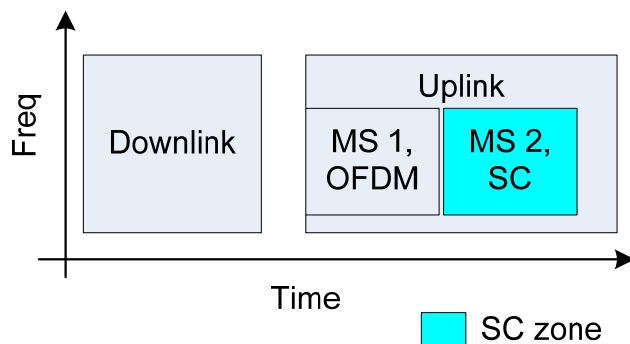 Freq
Downlink
Uplink
MS 1,
OFDM
MS 2,
SC
Time
SC zone